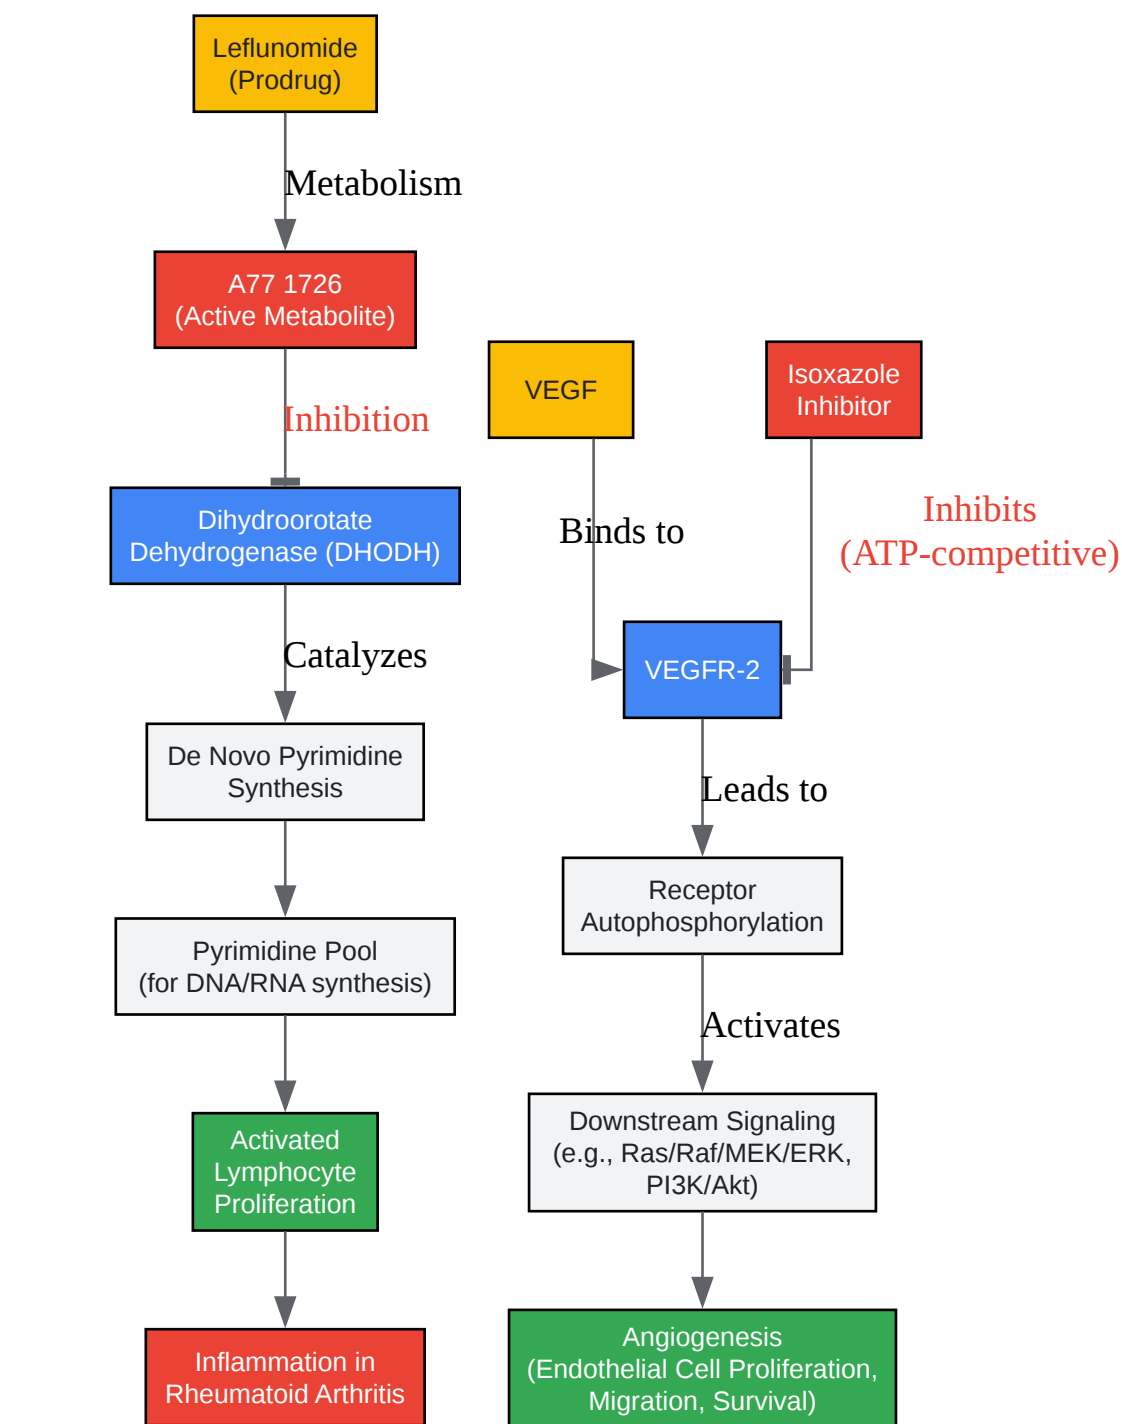 Leflunomide
(Prodrug)
Metabolism
A77 1726
(Active Metabolite)
Inhibition
Dihydroorotate
Dehydrogenase (DHODH)
Catalyzes
De Novo Pyrimidine
Synthesis
Pyrimidine Pool
(for DNA/RNA synthesis)
Activated
Lymphocyte
Proliferation
Inflammation in
Rheumatoid Arthritis
VEGF
Binds to
Isoxazole
Inhibitor
Inhibits
(ATP-competitive)
VEGFR-2
Leads to
Receptor
Autophosphorylation
Activates
Downstream Signaling
(e.g., Ras/Raf/MEK/ERK,
PI3K/Akt)
Angiogenesis
(Endothelial Cell Proliferation,
Migration, Survival)